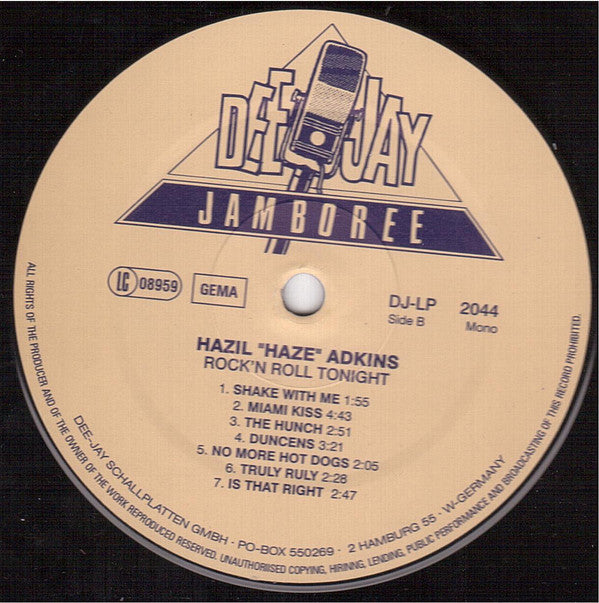 DEE JAY
JAMBOREE
LC 08959
GEMA
DJ-LP 2044
Side B Mono
HAZIL "HAZE" ADKINS
ROCK'N ROLL TONIGHT
1. SHAKE WITH ME 1:55
2. MIAMI KISS 4:43
3. THE HUNCH 2:51
4. DUNCENS 3:21
5. NO MORE HOT DOGS 2:05
6. TRULY RULY 2:28
7. IS THAT RIGHT 2:47
DEE-JAY SCHALLPLATTEN GMBH · PO-BOX 550269 · 2 HAMBURG 55 · W-GERMANY
ALL RIGHTS OF THE PRODUCER AND OF THE OWNER OF THE WORK REPRODUCED RESERVED. UNAUTHORISED COPYING, HIRINNG, LENDING, PUBLIC PERFORMANCE AND BROADCASTING OF THIS RECORD PROHIBITED.